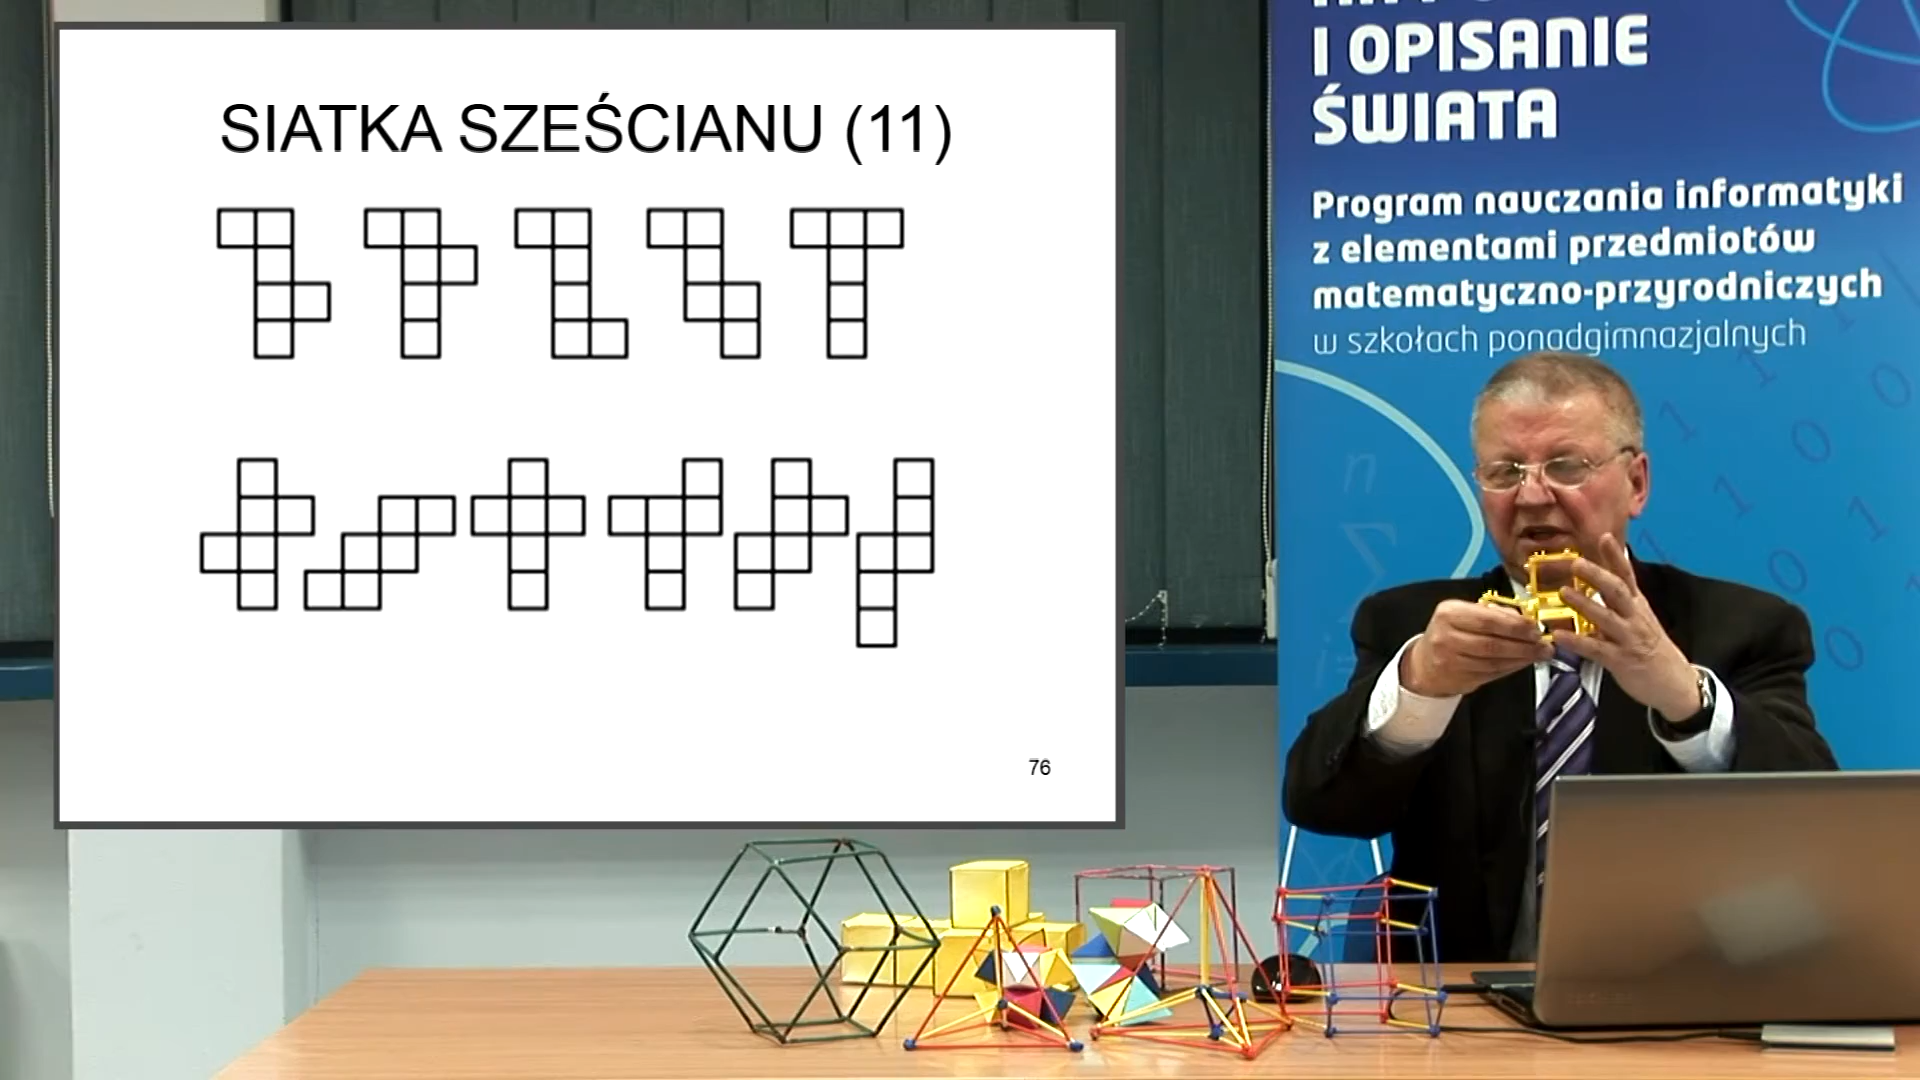 SIATKA SZEŚCIANU (11)
76
I OPISANIE
ŚWIATA
Program nauczania informatyki
z elementami przedmiotów
matematyczno-przyrodniczych
w szkołach ponadgimnazjalnych